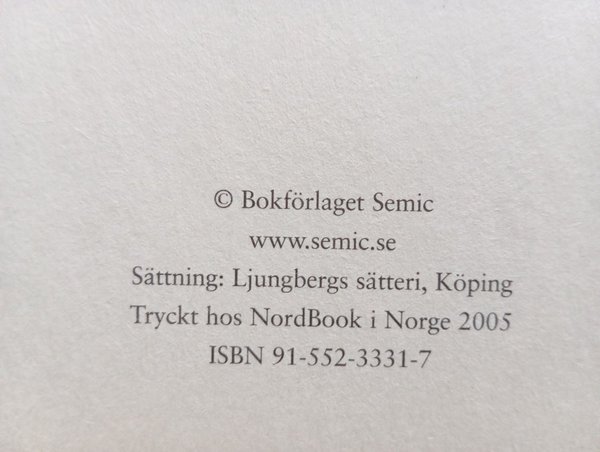 © Bokförlaget Semic
www.semic.se
Sättning: Ljungbergs sätteri, Köping
Tryckt hos NordBook i Norge 2005
ISBN 91-552-3331-7